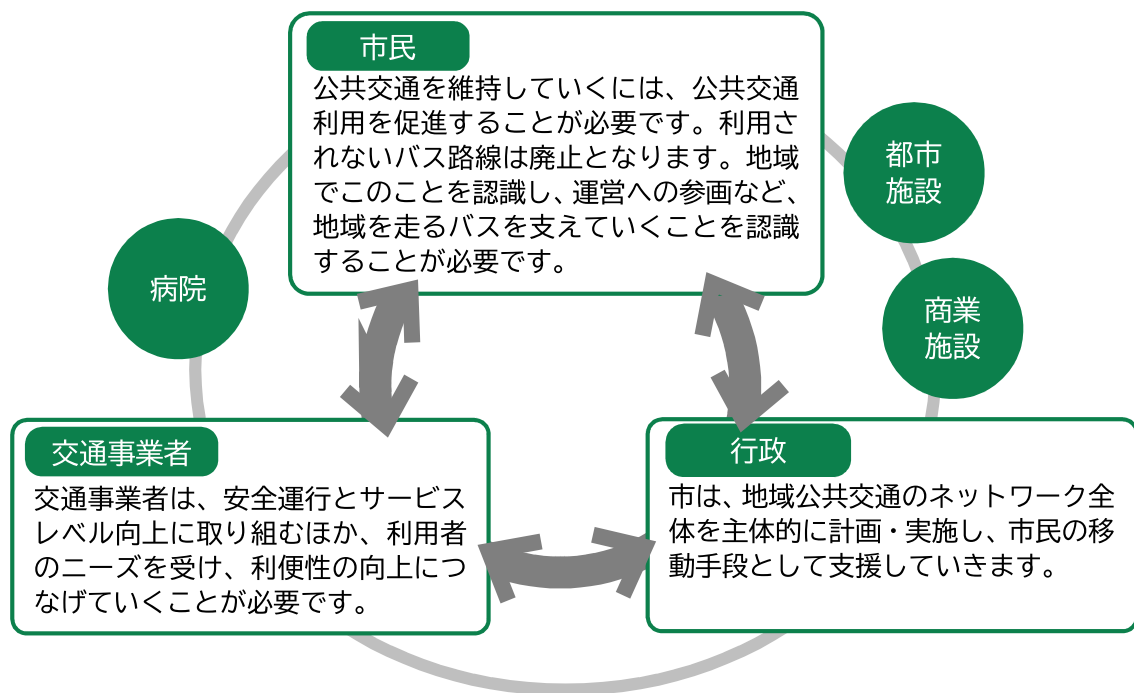 市民
公共交通を維持していくには、公共交通
利用を促進することが必要です。利用さ
れないバス路線は廃止となります。地域
でこのことを認識し、運営への参画など、
地域を走るバスを支えていくことを認識
することが必要です。
都市
施設
病院
商業
施設
交通事業者
交通事業者は、安全運行とサービス
レベル向上に取り組むほか、利用者
のニーズを受け、利便性の向上につ
なげていくことが必要です。
行政
市は、地域公共交通のネットワーク全
体を主体的に計画・実施し、市民の移
動手段として支援していきます。